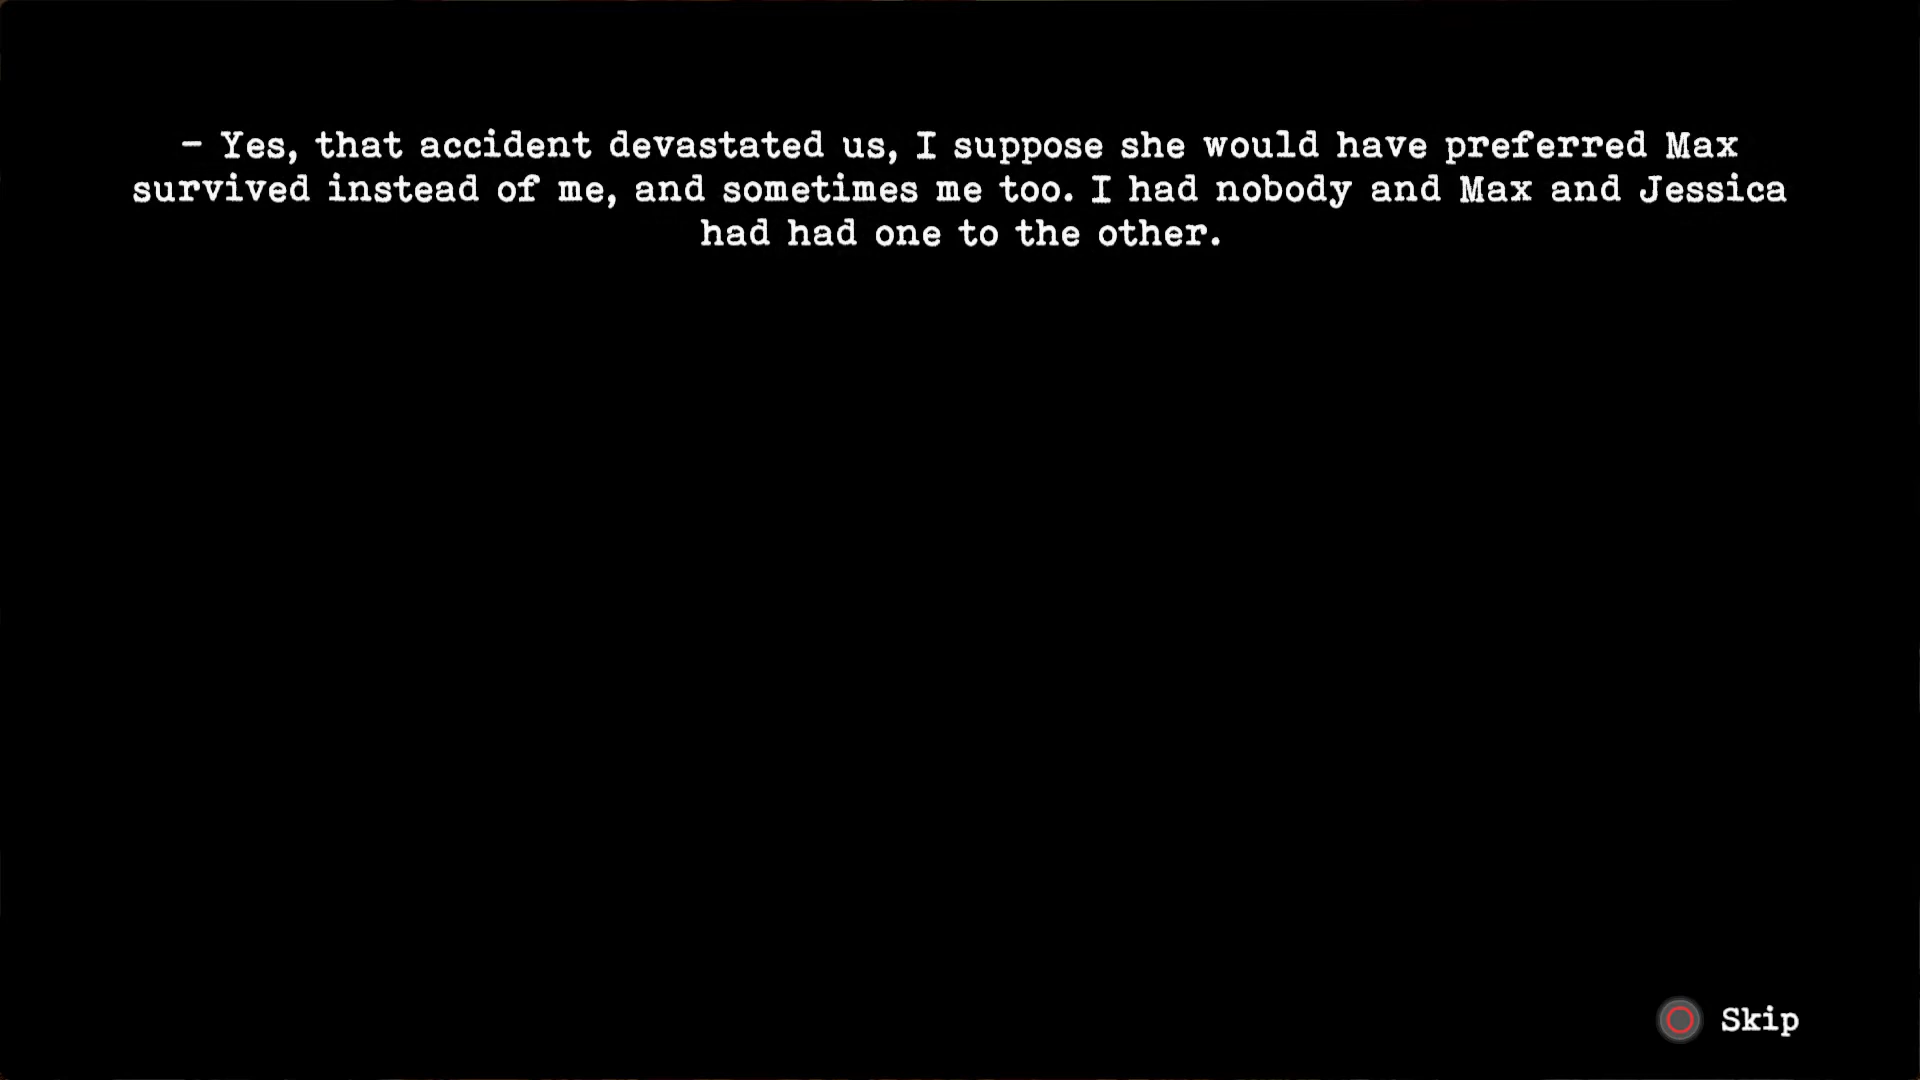 - Yes, that accident devastated us, I suppose she would have preferred Max
survived instead of me, and sometimes me too. I had nobody and Max and Jessica
had had one to the other.
Skip